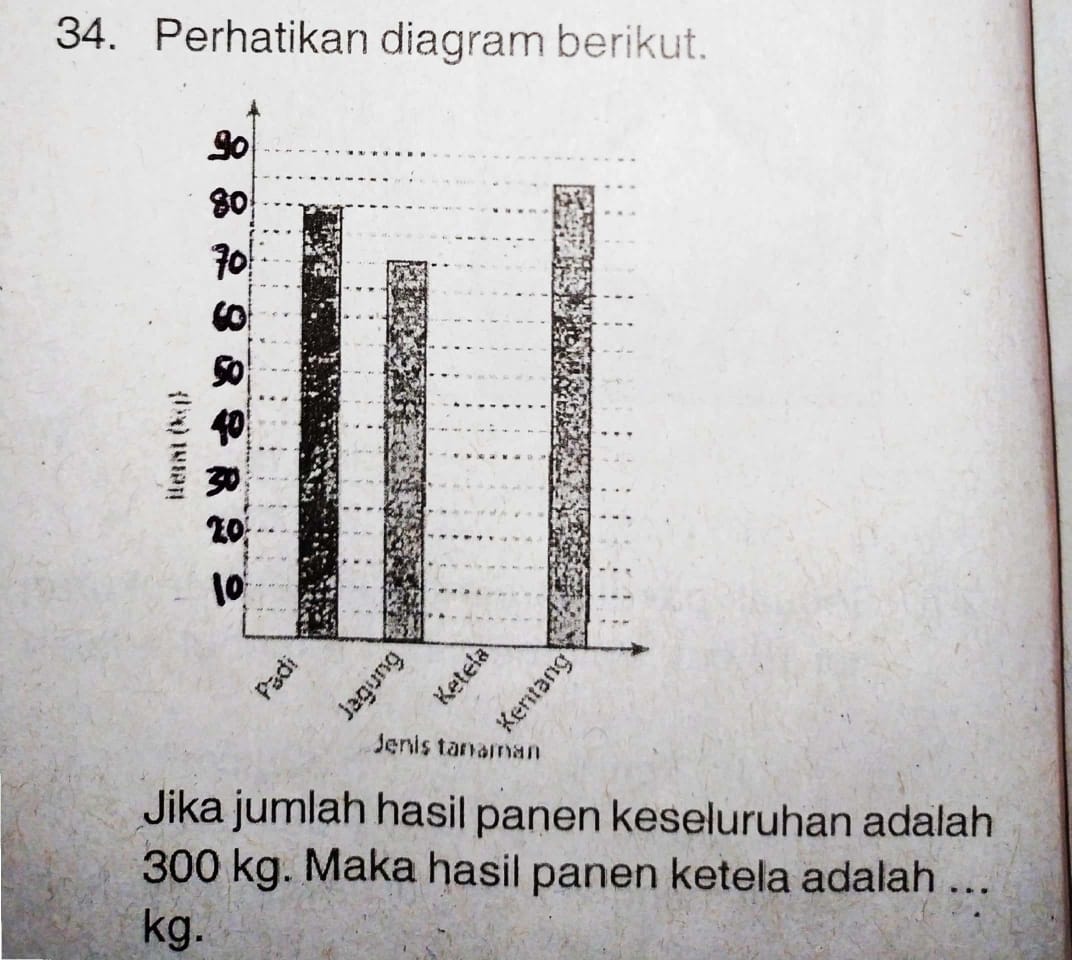 34. Perhatikan diagram berikut.
90
80
70
60
50
40
30
20
10
(kg)
Padi
Jagung
Ketela
Kentang
Jenis tanaman
Jika jumlah hasil panen keseluruhan adalah
300 kg. Maka hasil panen ketela adalah ...
kg.